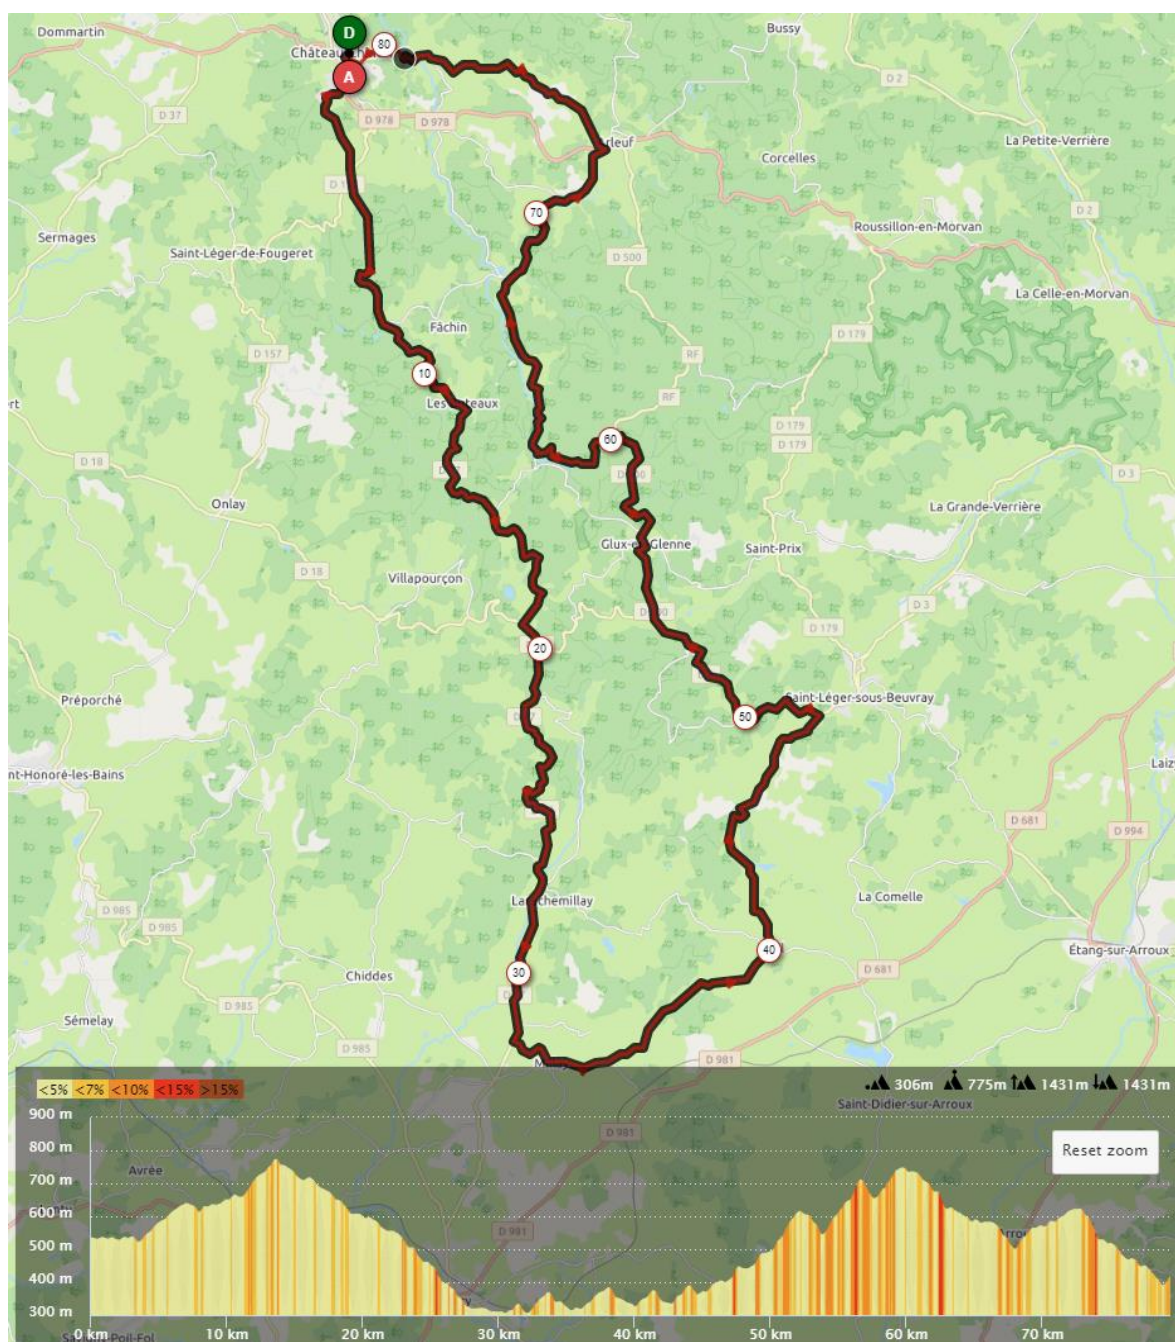 Dommartin
Bussy
D
80
A
D 2
D 37
D 978
D 978
La Petite-Verrière
Corcelles
D 2
70
Sermages
Roussillon-en-Morvan
Saint-Léger-de-Fougeret
D 500
La Celle-en-Morvan
Fâchin
D 179
D 157
RF
10
RF
D 179
60
D 179
D 18
D 3
Onlay
La Grande-Verrière
Glux-en-Glenne
Saint-Prix
D 18
Villapourçon
D 3
D 179
20
Préporché
Saint-Léger-sous-Beuvray
50
nt-Honoré-les-Bains
Laiz
D 681
D 994
La Comelle
D 985
D 985
40
Étang-sur-Arroux
30
Chiddes
D 681
D 985
Sémelay
D 985
D 981
<5% <7% <10% <15% >15%
306m 775m 1431m 1431m
Saint-Didier-sur-Arroux
900 m
D 981
Reset zoom
800 m
Avrée
700 m
600 m
D 981
500 m
400 m
300 m
0 km 10 km 20 km 30 km 40 km 50 km 60 km 70 km